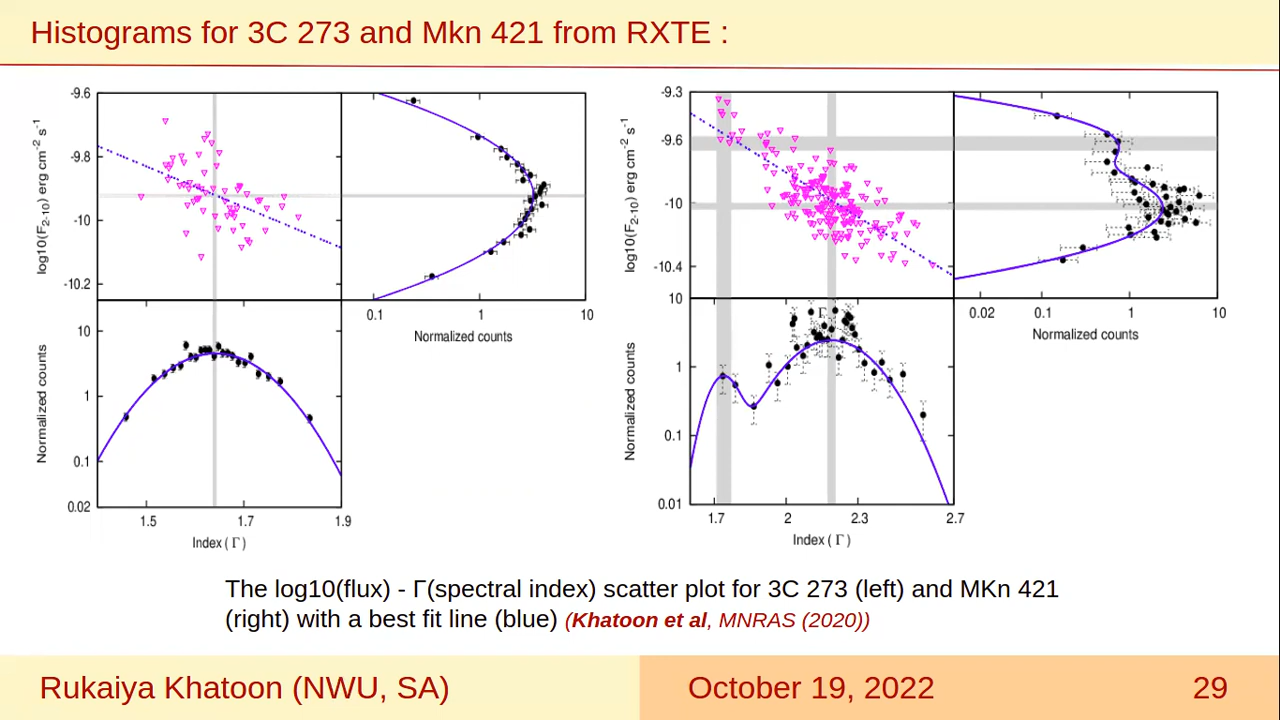 Histograms for 3C 273 and Mkn 421 from RXTE :
-9.6
-9.8
-10
-10.2
log10(F2-10) erg cm-2 s-1
0.1
1
10
Normalized counts
10
1
0.1
0.02
Normalized counts
1.5
1.7
1.9
Index ( Γ )
-9.3
-9.6
-10
-10.4
log10(F2-10) erg cm-2 s-1
0.02
0.1
1
10
Normalized counts
Γ
10
1
0.1
0.01
Normalized counts
1.7
2
2.3
2.7
Index ( Γ )
The log10(flux) - Γ(spectral index) scatter plot for 3C 273 (left) and MKn 421
(right) with a best fit line (blue) (Khatoon et al, MNRAS (2020))
Rukaiya Khatoon (NWU, SA)
October 19, 2022
29